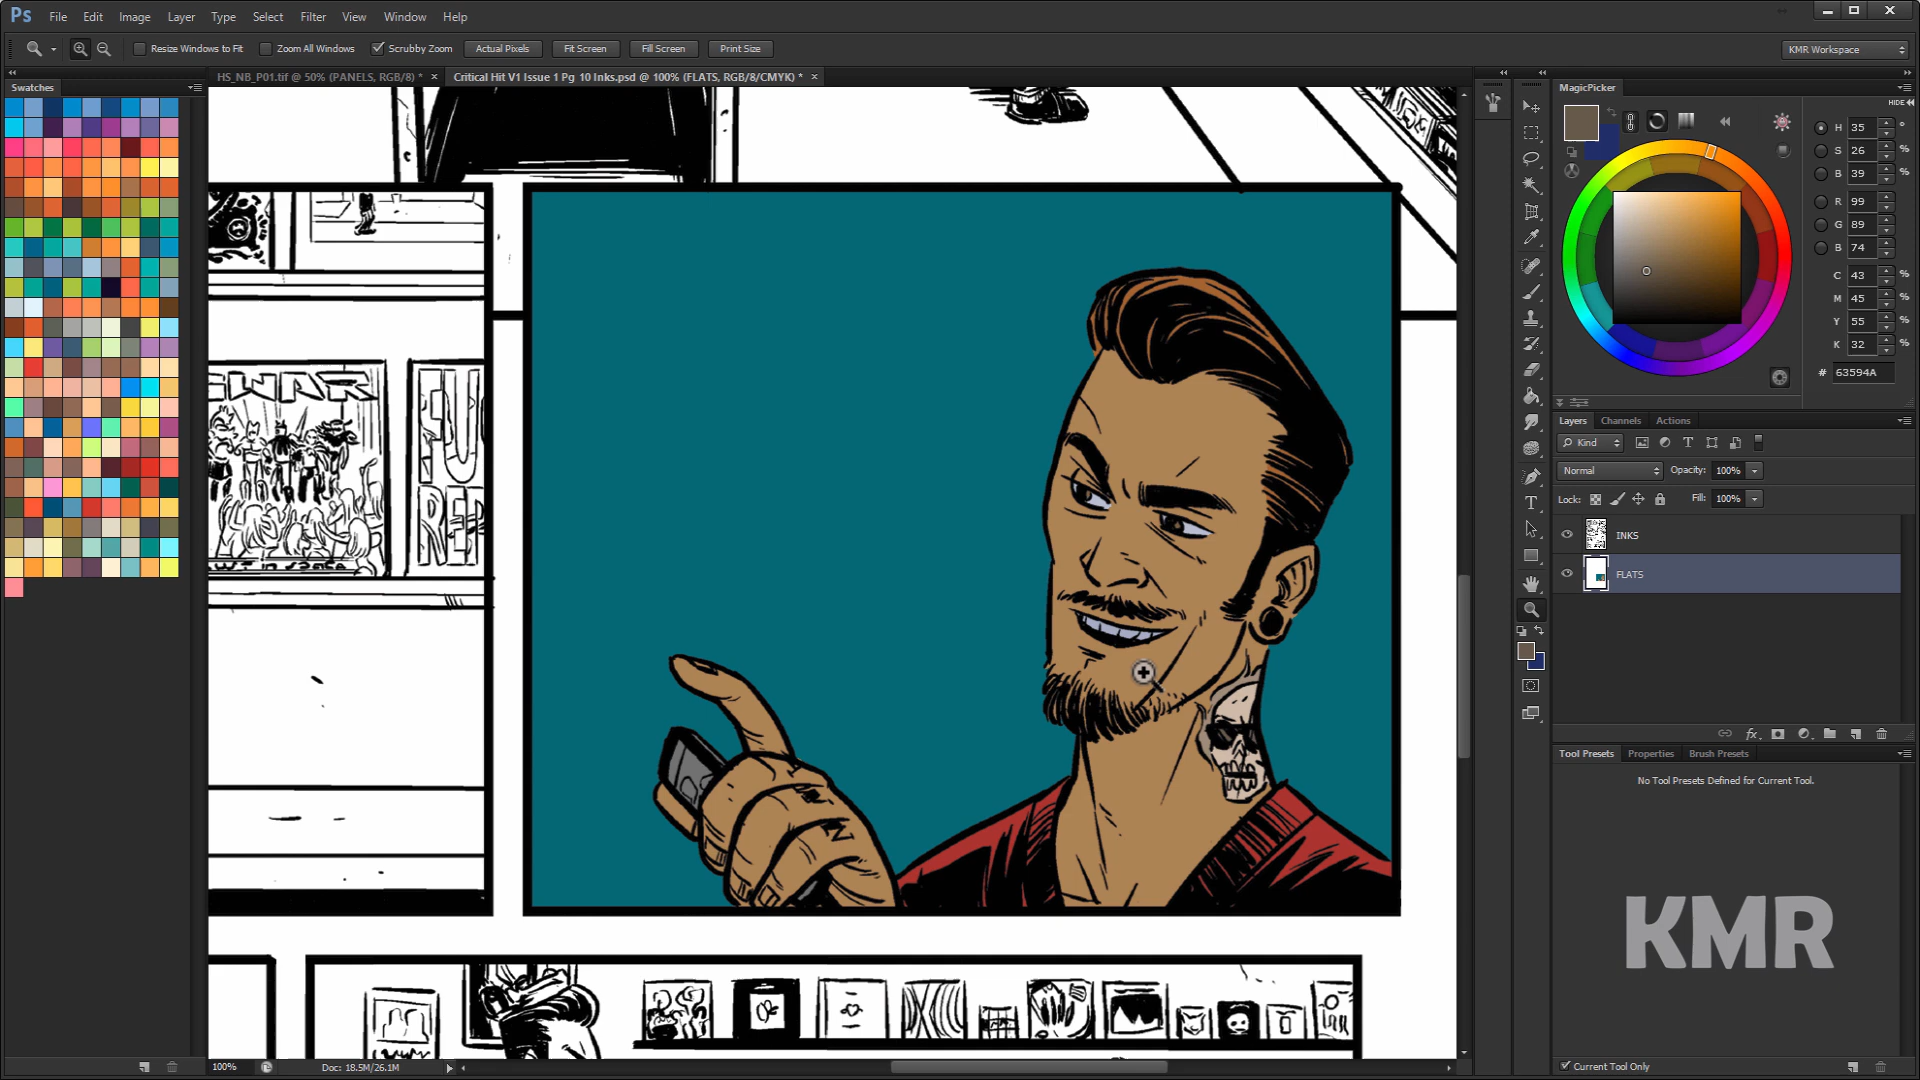 Ps File Edit Image Layer Type Select Filter View Window Help
Resize Windows to Fit Zoom All Windows Scrubby Zoom Actual Pixels Fit Screen Fill Screen Print Size KMR Workspace
HS_NB_P01.tif @ 50% (PANELS, RGB/8) * × Critical Hit V1 Issue 1 Pg 10 Inks.psd @ 100% (FLATS, RGB/8/CMYK) * ×
Swatches
MagicPicker
HIDE
H 35 °
S 26 %
B 39 %
R 99
G 89
B 74
C 43 %
M 45 %
Y 55 %
K 32 %
# 63594A
GWAR
Layers Channels Actions
Kind
Normal Opacity: 100%
Lock: Fill: 100%
INKS
FLATS
fx
Tool Presets Properties Brush Presets
No Tool Presets Defined for Current Tool.
KMR
100% Doc: 18.5M/26.1M
Current Tool Only